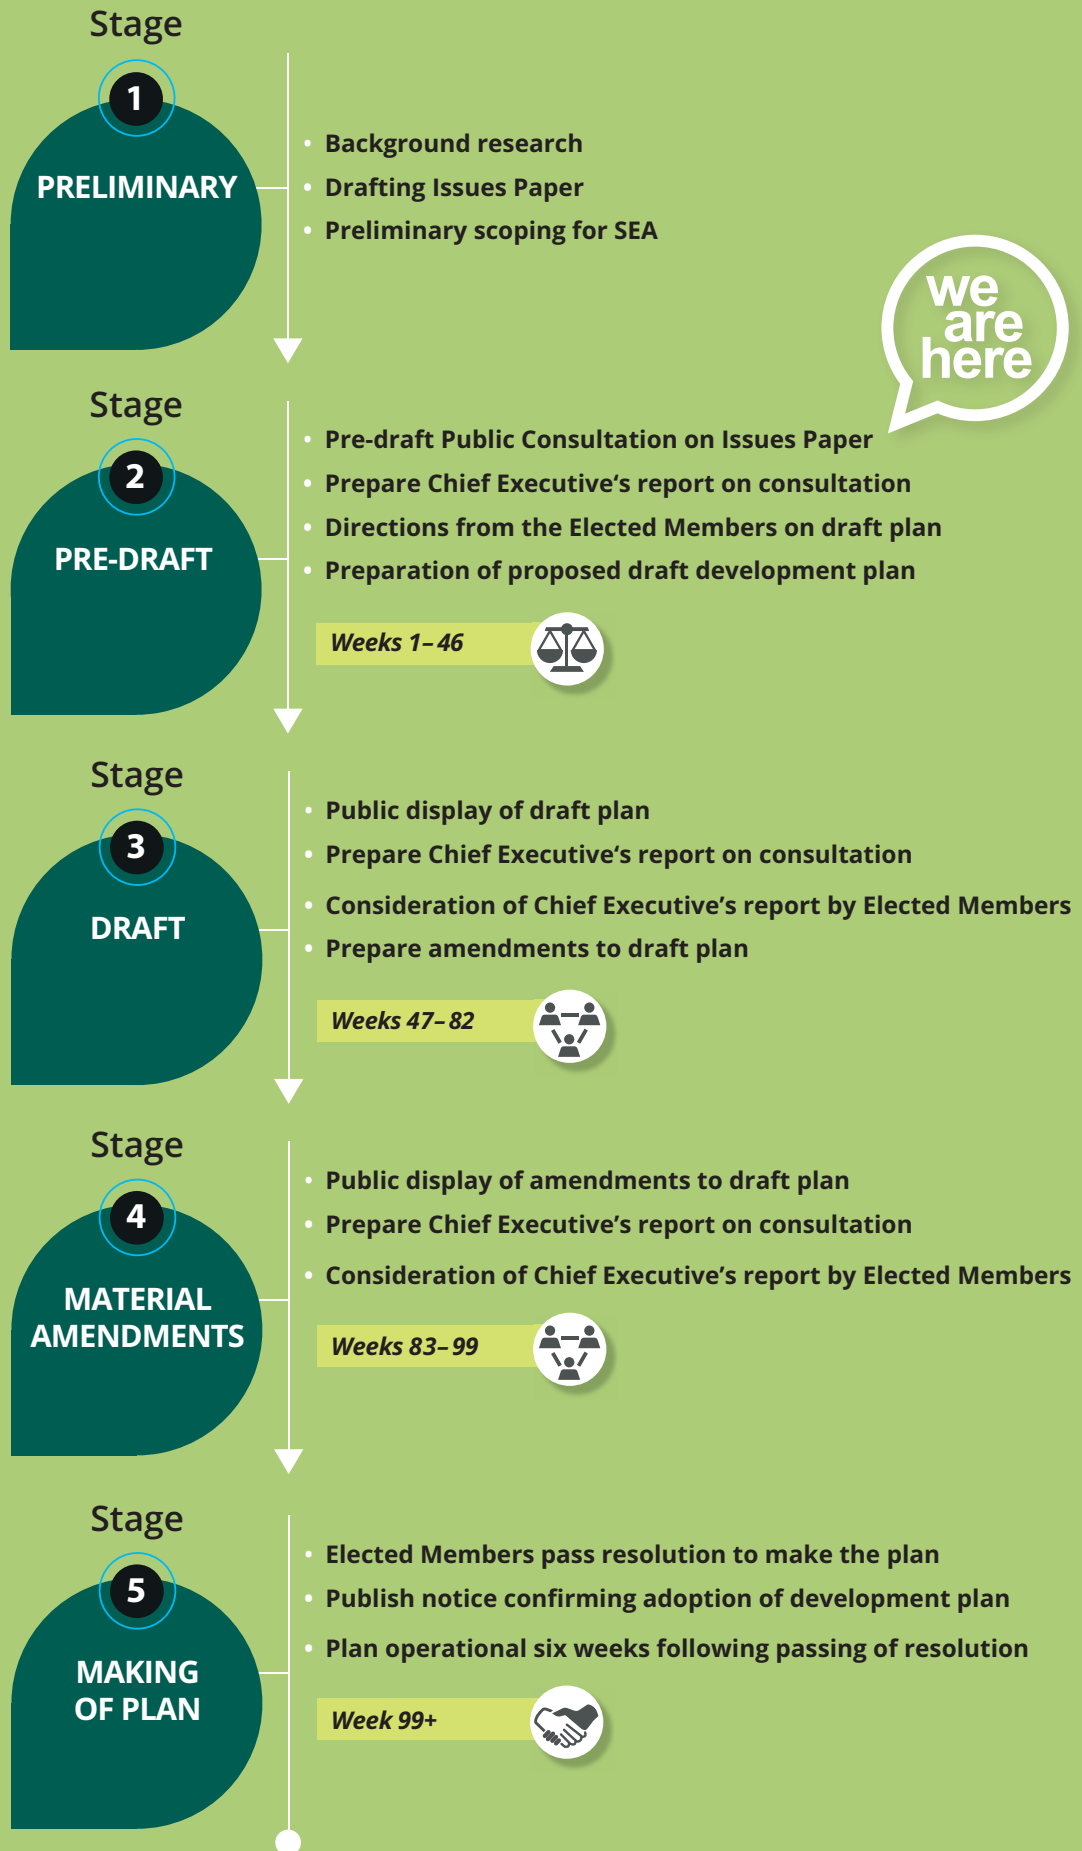 Stage
1
PRELIMINARY
• Background research
• Drafting Issues Paper
• Preliminary scoping for SEA
we
are
here
Stage
2
PRE-DRAFT
• Pre-draft Public Consultation on Issues Paper
• Prepare Chief Executive‘s report on consultation
• Directions from the Elected Members on draft plan
• Preparation of proposed draft development plan
Weeks 1–46
Stage
3
DRAFT
• Public display of draft plan
• Prepare Chief Executive‘s report on consultation
• Consideration of Chief Executive’s report by Elected Members
• Prepare amendments to draft plan
Weeks 47–82
Stage
4
MATERIAL
AMENDMENTS
• Public display of amendments to draft plan
• Prepare Chief Executive’s report on consultation
• Consideration of Chief Executive’s report by Elected Members
Weeks 83–99
Stage
5
MAKING
OF PLAN
• Elected Members pass resolution to make the plan
• Publish notice confirming adoption of development plan
• Plan operational six weeks following passing of resolution
Week 99+